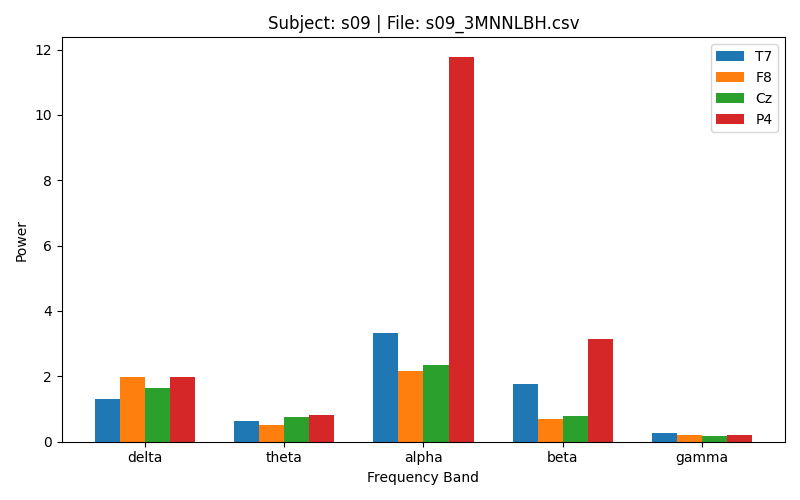 Subject: s09 | File: s09_3MNNLBH.csv
12
10
8
6
4
2
0
Power
T7
F8
Cz
P4
delta theta alpha beta gamma
Frequency Band